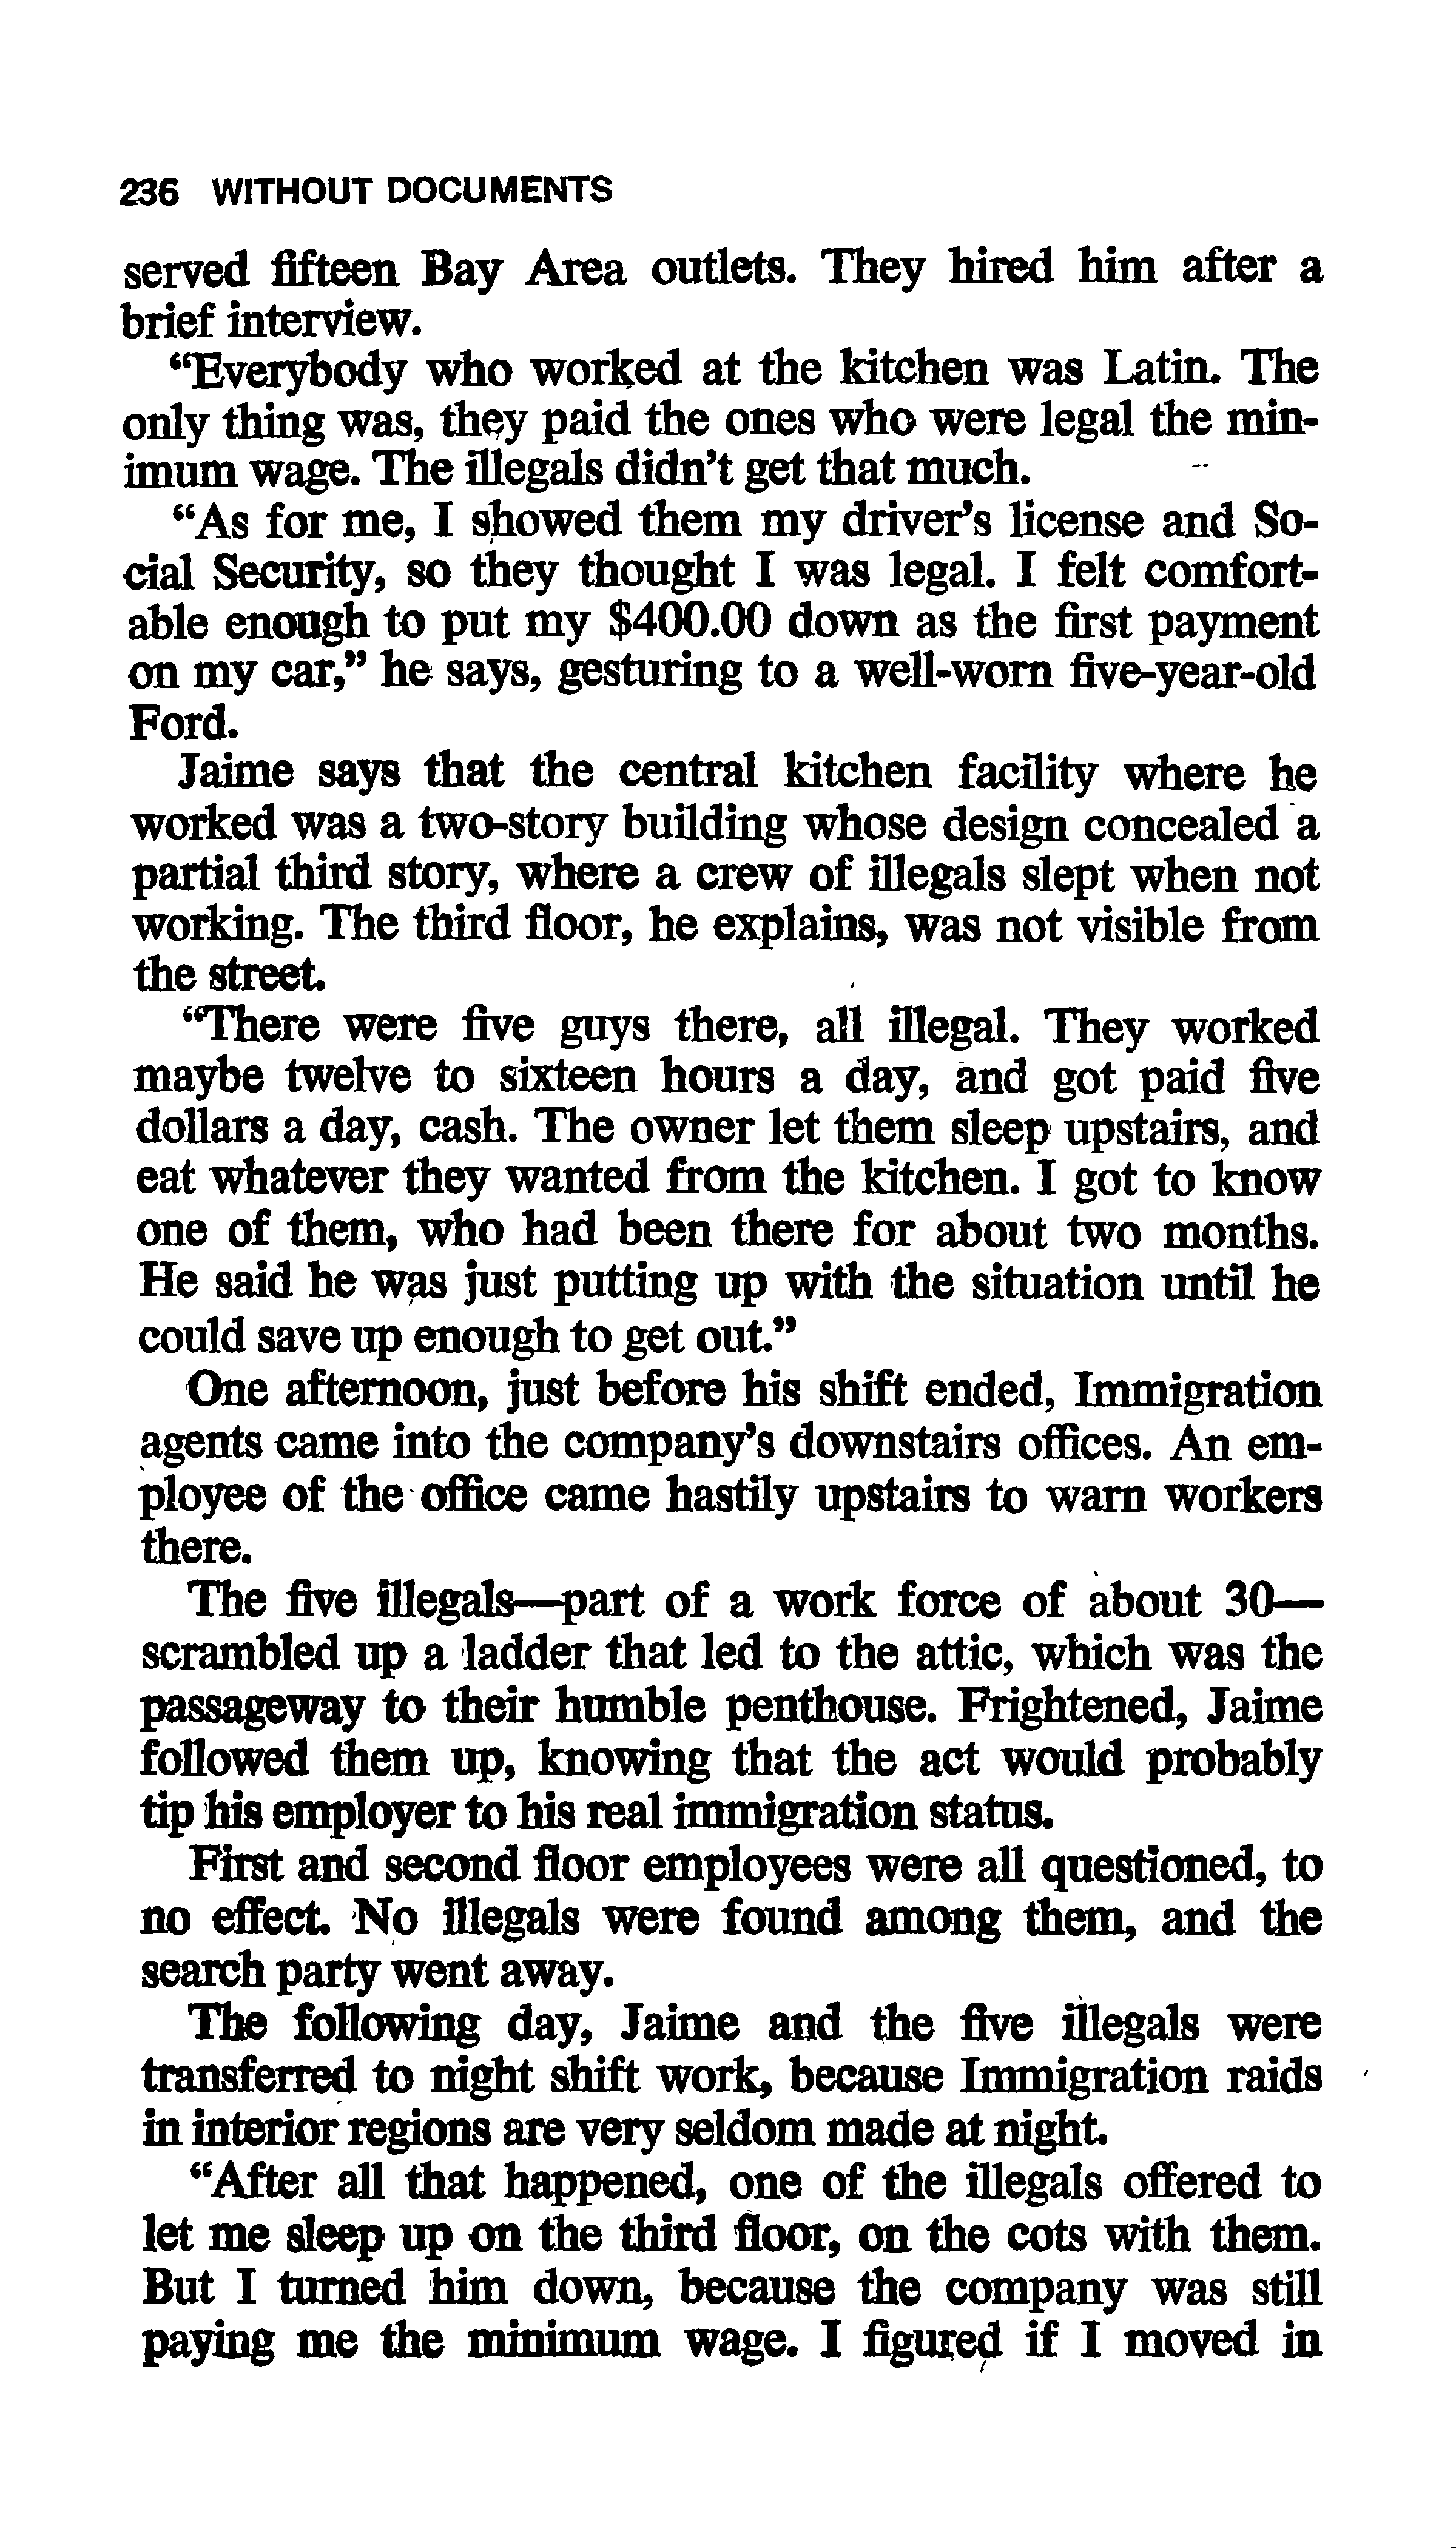 236 WITHOUT DOCUMENTS
served fifteen Bay Area outlets. They hired him after a
brief interview.
“Everybody who worked at the kitchen was Latin. The
only thing was, they paid the ones who were legal the min-
imum wage. The illegals didn’t get that much.
“As for me, I showed them my driver’s license and So-
cial Security, so they thought I was legal. I felt comfort-
able enough to put my $400.00 down as the first payment
on my car,” he says, gesturing to a well-worn five-year-old
Ford.
Jaime says that the central kitchen facility where he
worked was a two-story building whose design concealed a
partial third story, where a crew of illegals slept when not
working. The third floor, he explains, was not visible from
the street.
“There were five guys there, all illegal. They worked
maybe twelve to sixteen hours a day, and got paid five
dollars a day, cash. The owner let them sleep upstairs, and
eat whatever they wanted from the kitchen. I got to know
one of them, who had been there for about two months.
He said he was just putting up with the situation until he
could save up enough to get out.”
One afternoon, just before his shift ended, Immigration
agents came into the company’s downstairs offices. An em-
ployee of the office came hastily upstairs to warn workers
there.
The five illegals—part of a work force of about 30—
scrambled up a ladder that led to the attic, which was the
passageway to their humble penthouse. Frightened, Jaime
followed them up, knowing that the act would probably
tip his employer to his real immigration status.
First and second floor employees were all questioned, to
no effect. No illegals were found among them, and the
search party went away.
The following day, Jaime and the five illegals were
transferred to night shift work, because Immigration raids
in interior regions are very seldom made at night.
“After all that happened, one of the illegals offered to
let me sleep up on the third floor, on the cots with them.
But I turned him down, because the company was still
paying me the minimum wage. I figured if I moved in